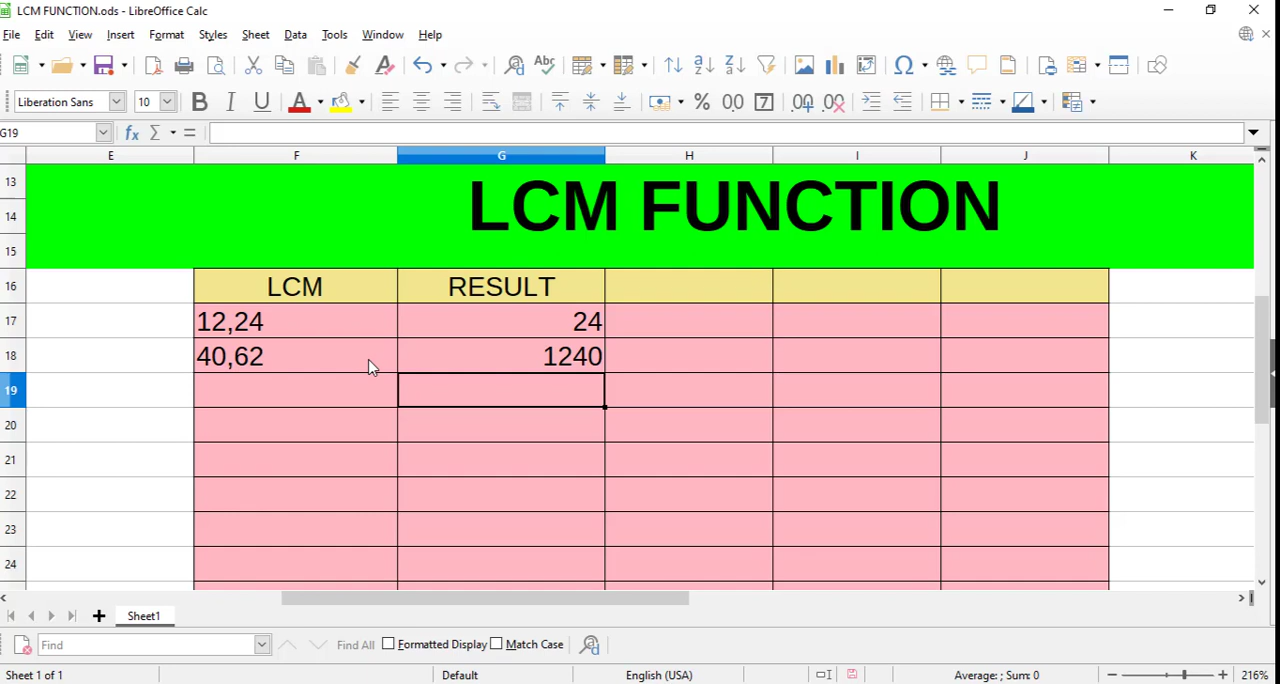 LCM FUNCTION.ods - LibreOffice Calc
File Edit View Insert Format Styles Sheet Data Tools Window Help
Liberation Sans 10
G19
E F G H I J K
13 LCM FUNCTION
14
15
16 LCM RESULT
17 12,24 24
18 40,62 1240
19
20
21
22
23
24
Sheet1
Find Find All Formatted Display Match Case
Sheet 1 of 1 Default English (USA) Average: ; Sum: 0 216%